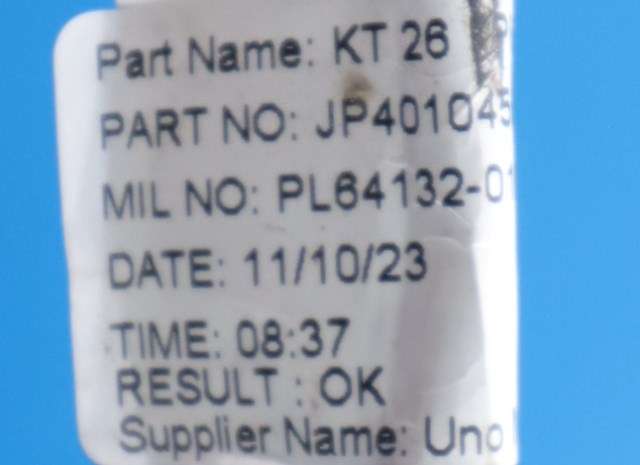 Part Name: KT 26
PART NO: JP401045
MIL NO: PL64132-01
DATE: 11/10/23
TIME: 08:37
RESULT : OK
Supplier Name: Uno